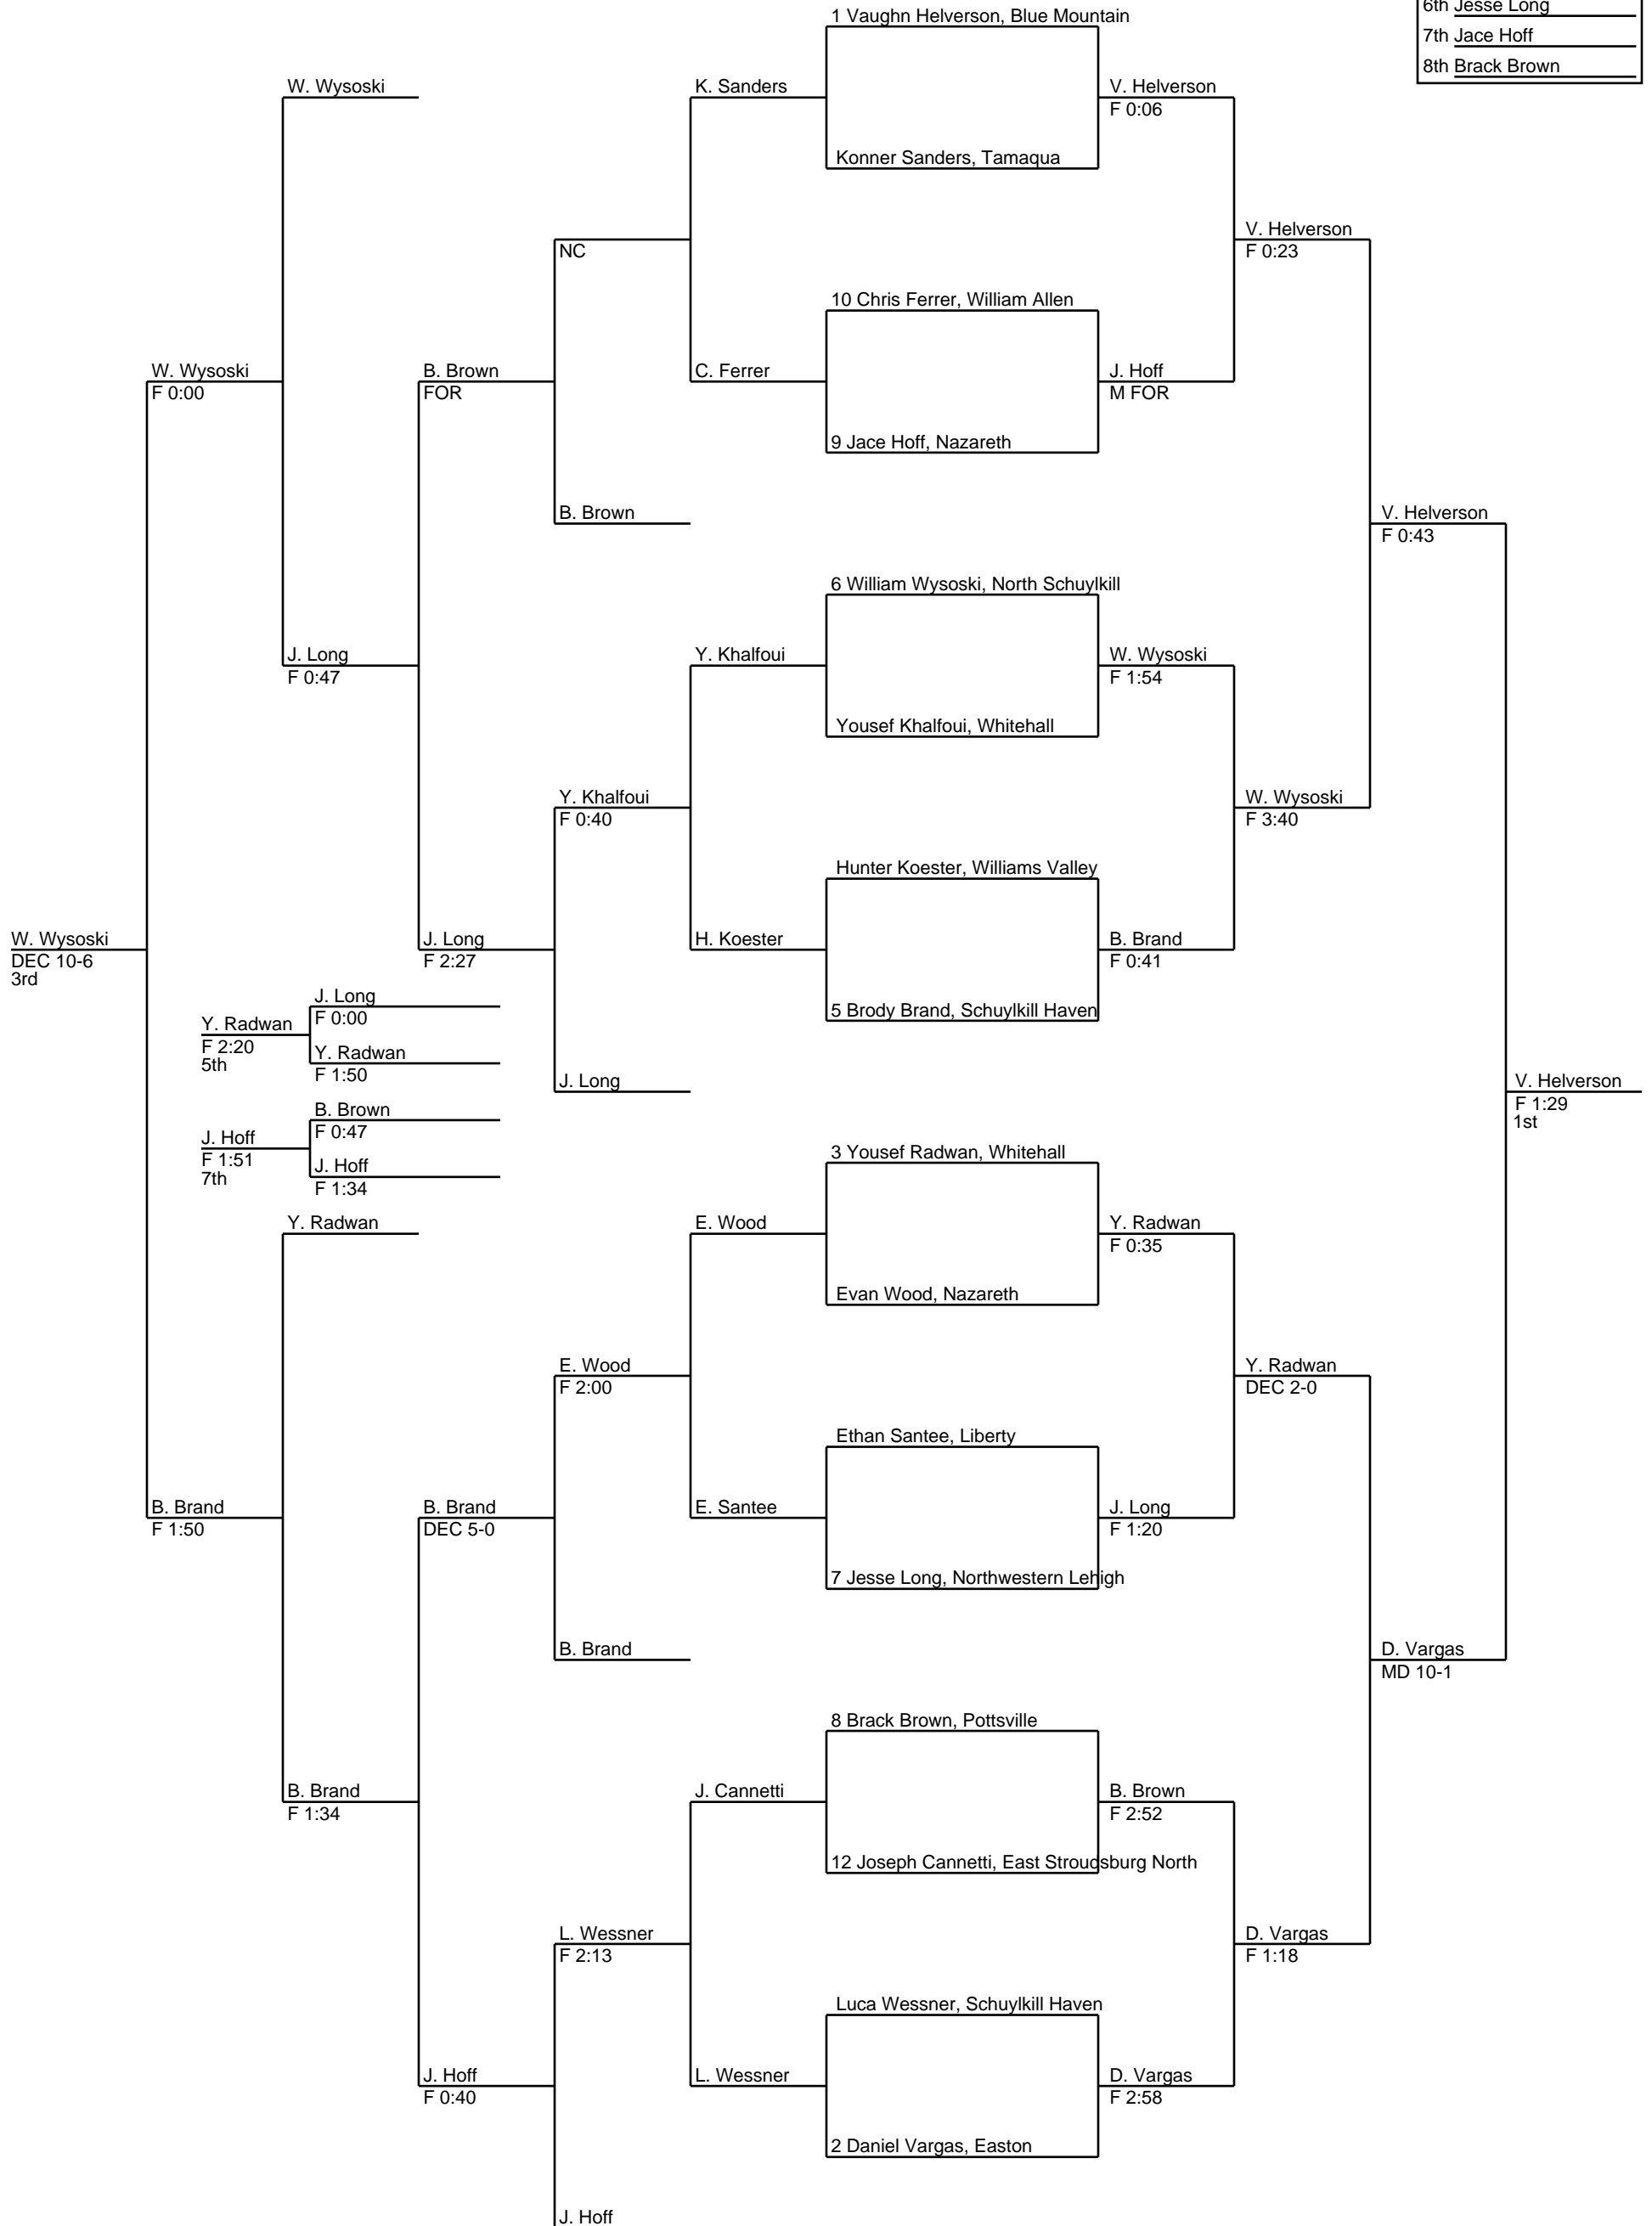 6th Jesse Long
7th Jace Hoff
8th Brack Brown
1 Vaughn Helverson, Blue Mountain
W. Wysoski
K. Sanders
V. Helverson
F 0:06
Konner Sanders, Tamaqua
V. Helverson
F 0:23
NC
10 Chris Ferrer, William Allen
W. Wysoski
F 0:00
B. Brown
FOR
C. Ferrer
J. Hoff
M FOR
9 Jace Hoff, Nazareth
B. Brown
V. Helverson
F 0:43
6 William Wysoski, North Schuylkill
J. Long
F 0:47
Y. Khalfoui
W. Wysoski
F 1:54
Yousef Khalfoui, Whitehall
Y. Khalfoui
F 0:40
W. Wysoski
F 3:40
Hunter Koester, Williams Valley
W. Wysoski
DEC 10-6
3rd
J. Long
F 2:27
H. Koester
B. Brand
F 0:41
5 Brody Brand, Schuylkill Haven
J. Long
F 0:00
Y. Radwan
F 2:20
5th
Y. Radwan
F 1:50
J. Long
V. Helverson
F 1:29
1st
B. Brown
F 0:47
J. Hoff
F 1:51
7th
J. Hoff
F 1:34
3 Yousef Radwan, Whitehall
Y. Radwan
E. Wood
Y. Radwan
F 0:35
Evan Wood, Nazareth
E. Wood
F 2:00
Y. Radwan
DEC 2-0
Ethan Santee, Liberty
B. Brand
F 1:50
B. Brand
DEC 5-0
E. Santee
J. Long
F 1:20
7 Jesse Long, Northwestern Lehigh
B. Brand
D. Vargas
MD 10-1
8 Brack Brown, Pottsville
B. Brand
F 1:34
J. Cannetti
B. Brown
F 2:52
12 Joseph Cannetti, East Stroudsburg North
L. Wessner
F 2:13
D. Vargas
F 1:18
Luca Wessner, Schuylkill Haven
J. Hoff
F 0:40
L. Wessner
D. Vargas
F 2:58
2 Daniel Vargas, Easton
J. Hoff